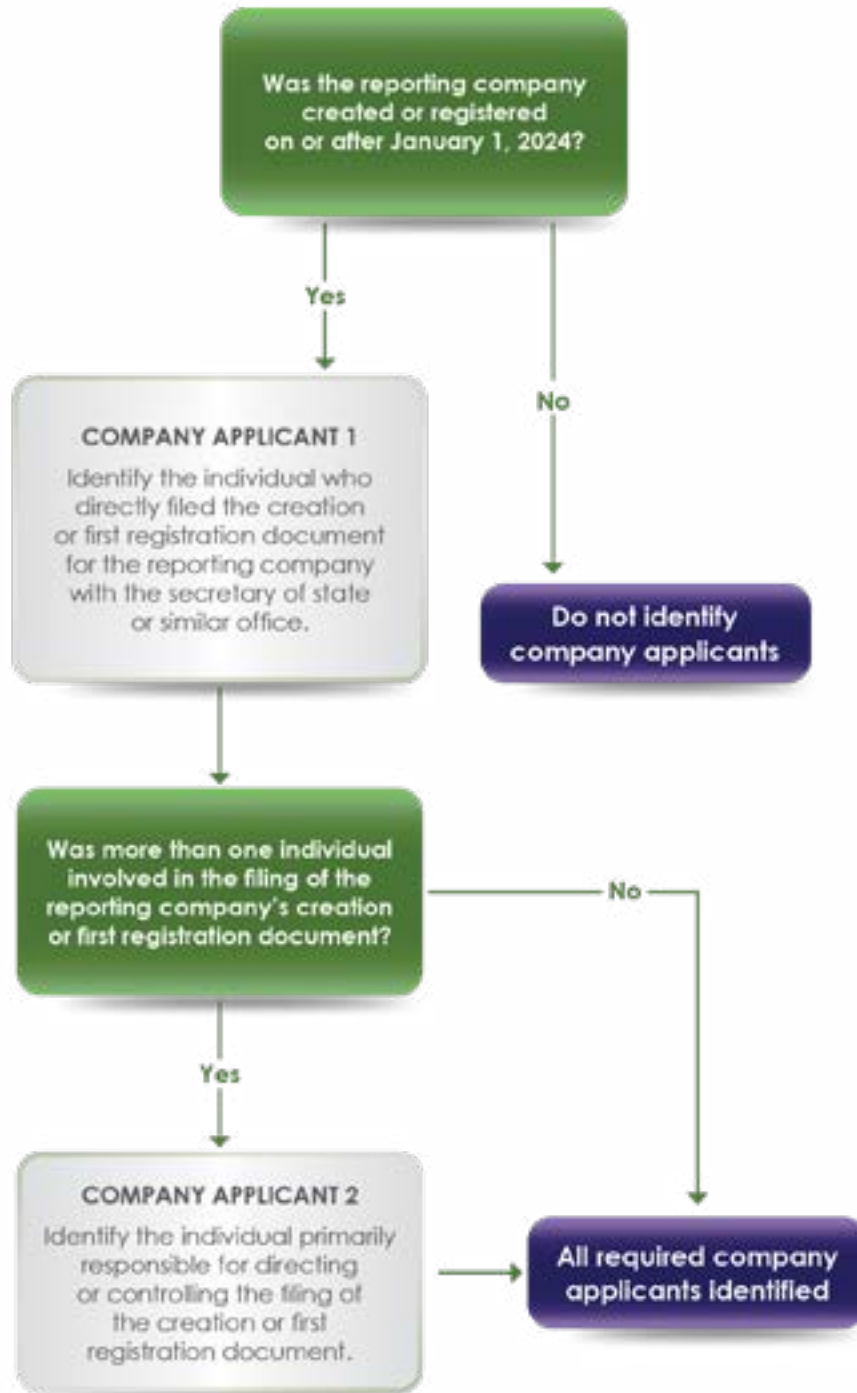 Was the reporting company
created or registered
on or after January 1, 2024?
Yes
No
COMPANY APPLICANT 1
Identify the individual who
directly filed the creation
or first registration document
for the reporting company
with the secretary of state
or similar office.
Do not identify
company applicants
Was more than one individual
involved in the filing of the
reporting company's creation
or first registration document?
No
Yes
COMPANY APPLICANT 2
Identify the individual primarily
responsible for directing
or controlling the filing of
the creation or first
registration document.
All required company
applicants identified